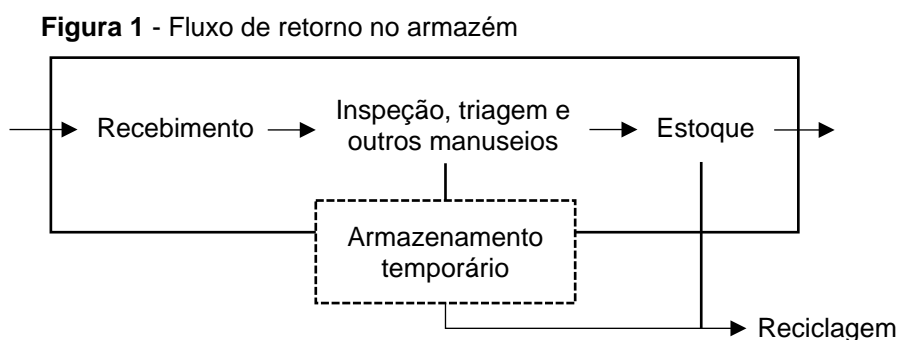 Figura 1 - Fluxo de retorno no armazém
Recebimento
Inspeção, triagem e
outros manuseios
Estoque
Armazenamento
temporário
Reciclagem